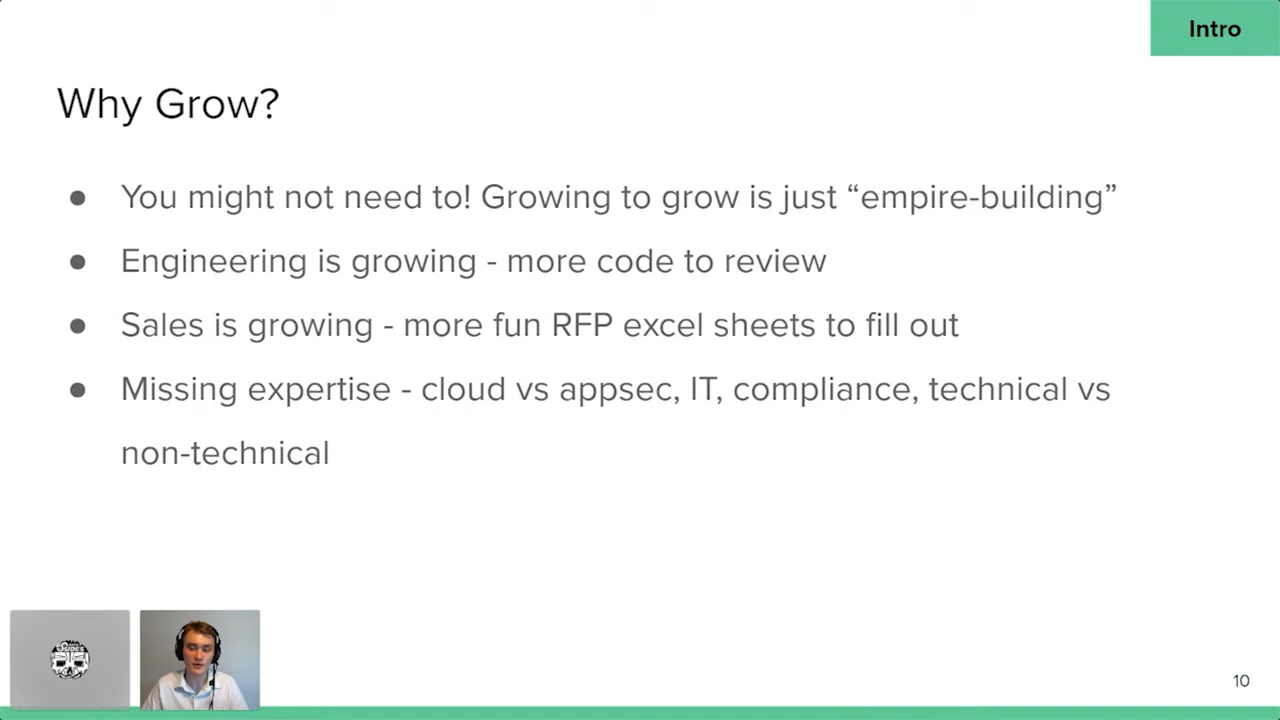 Intro
Why Grow?
● You might not need to! Growing to grow is just “empire-building”
● Engineering is growing - more code to review
● Sales is growing - more fun RFP excel sheets to fill out
● Missing expertise - cloud vs appsec, IT, compliance, technical vs
non-technical
SIDES
10